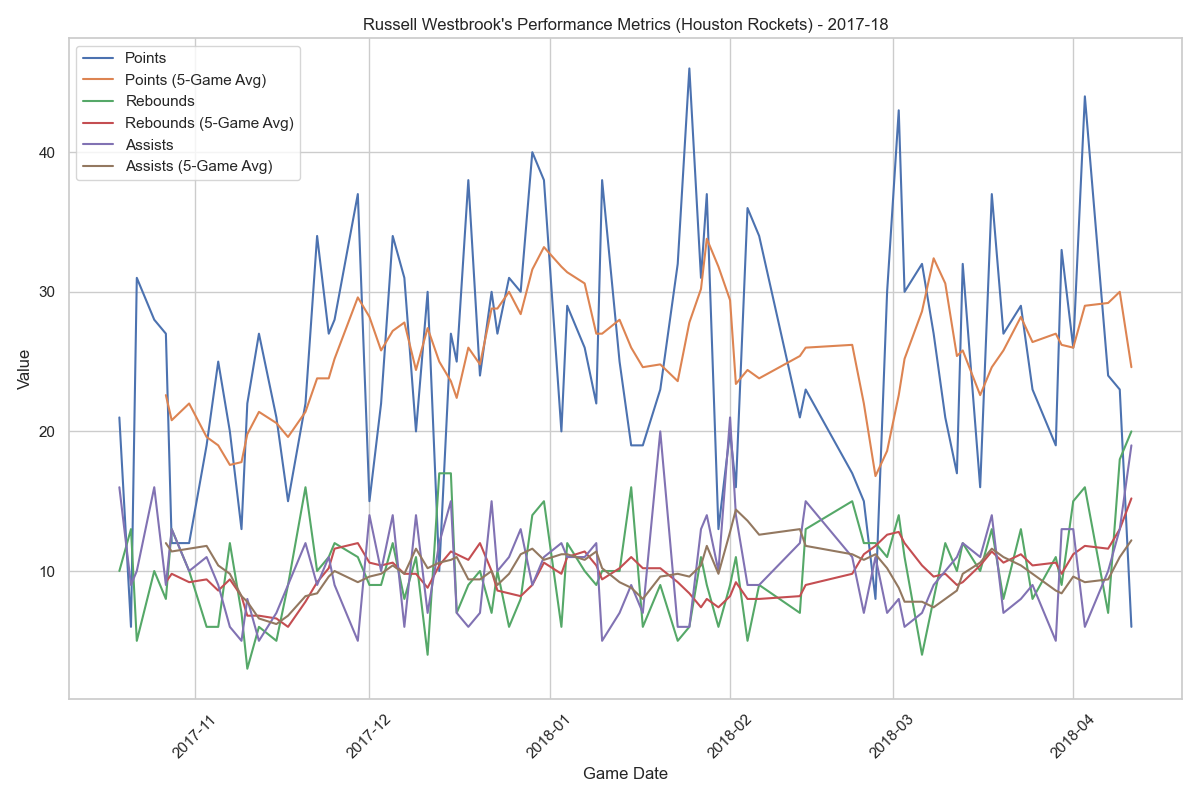 Russell Westbrook's Performance Metrics (Houston Rockets) - 2017-18
Points
Points (5-Game Avg)
Rebounds
Rebounds (5-Game Avg)
Assists
Assists (5-Game Avg)
Value
40
30
20
10
2017-11
2017-12
2018-01
2018-02
2018-03
2018-04
Game Date